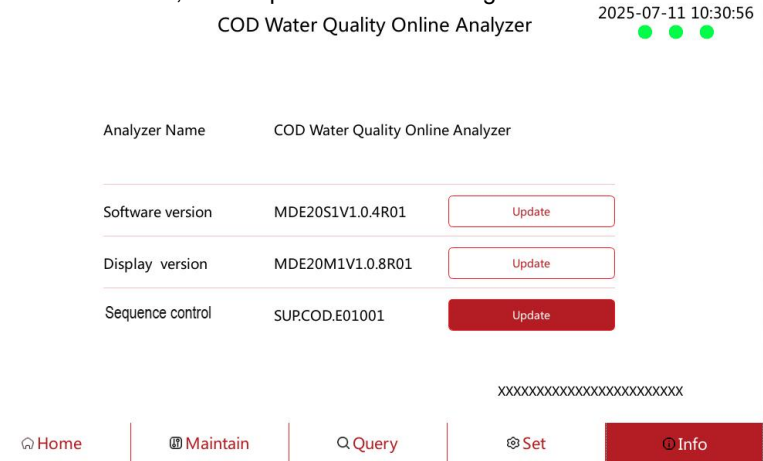 COD Water Quality Online Analyzer
2025-07-11 10:30:56
Analyzer Name COD Water Quality Online Analyzer
Software version MDE20S1V1.0.4R01 Update
Display version MDE20M1V1.0.8R01 Update
Sequence control SUP.COD.E01001 Update
XXXXXXXXXXXXXXXXXXXXXXXX
Home Maintain Query Set Info